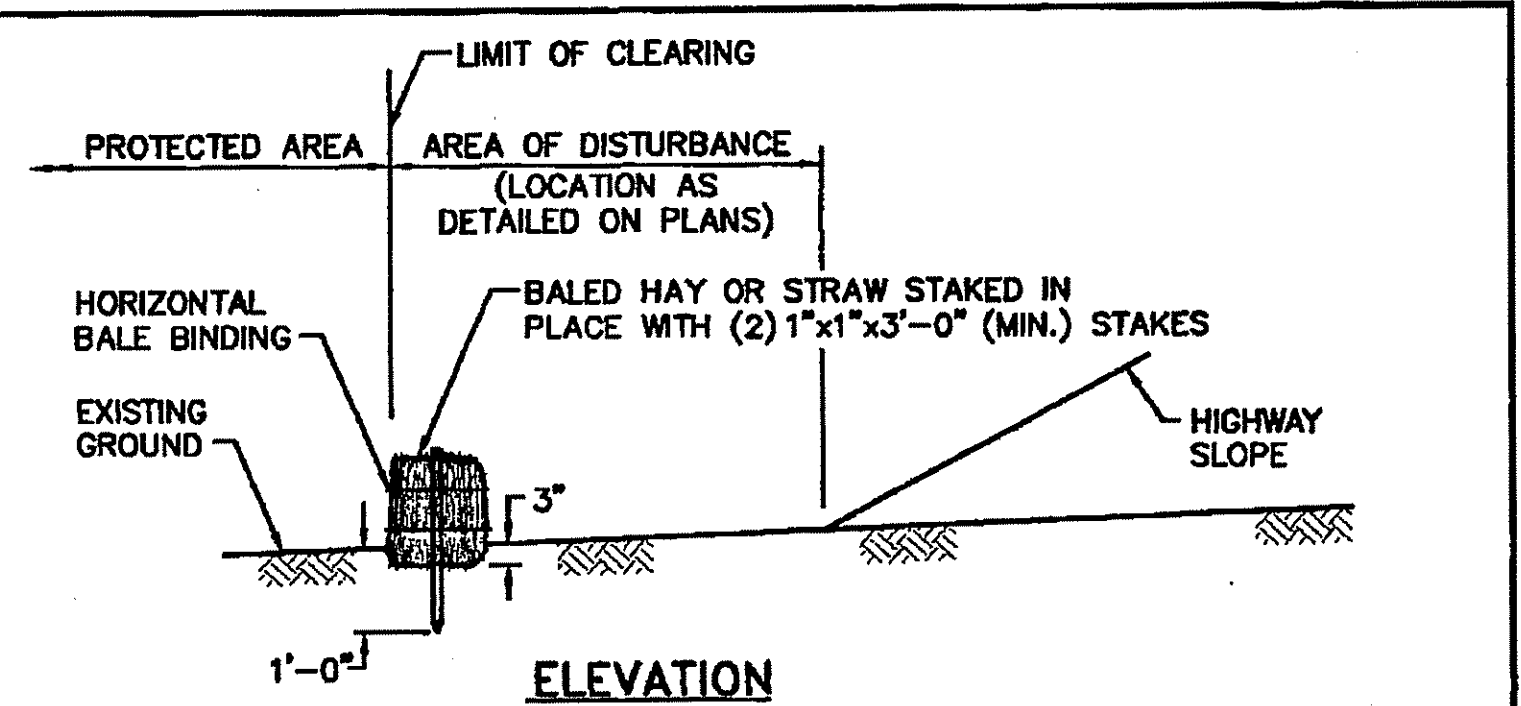 LIMIT OF CLEARING
PROTECTED AREA
AREA OF DISTURBANCE
(LOCATION AS
DETAILED ON PLANS)
HORIZONTAL
BALE BINDING
BALED HAY OR STRAW STAKED IN
PLACE WITH (2) 1"x1"x3'-0" (MIN.) STAKES
EXISTING
GROUND
HIGHWAY
SLOPE
3"
1'-0"
ELEVATION